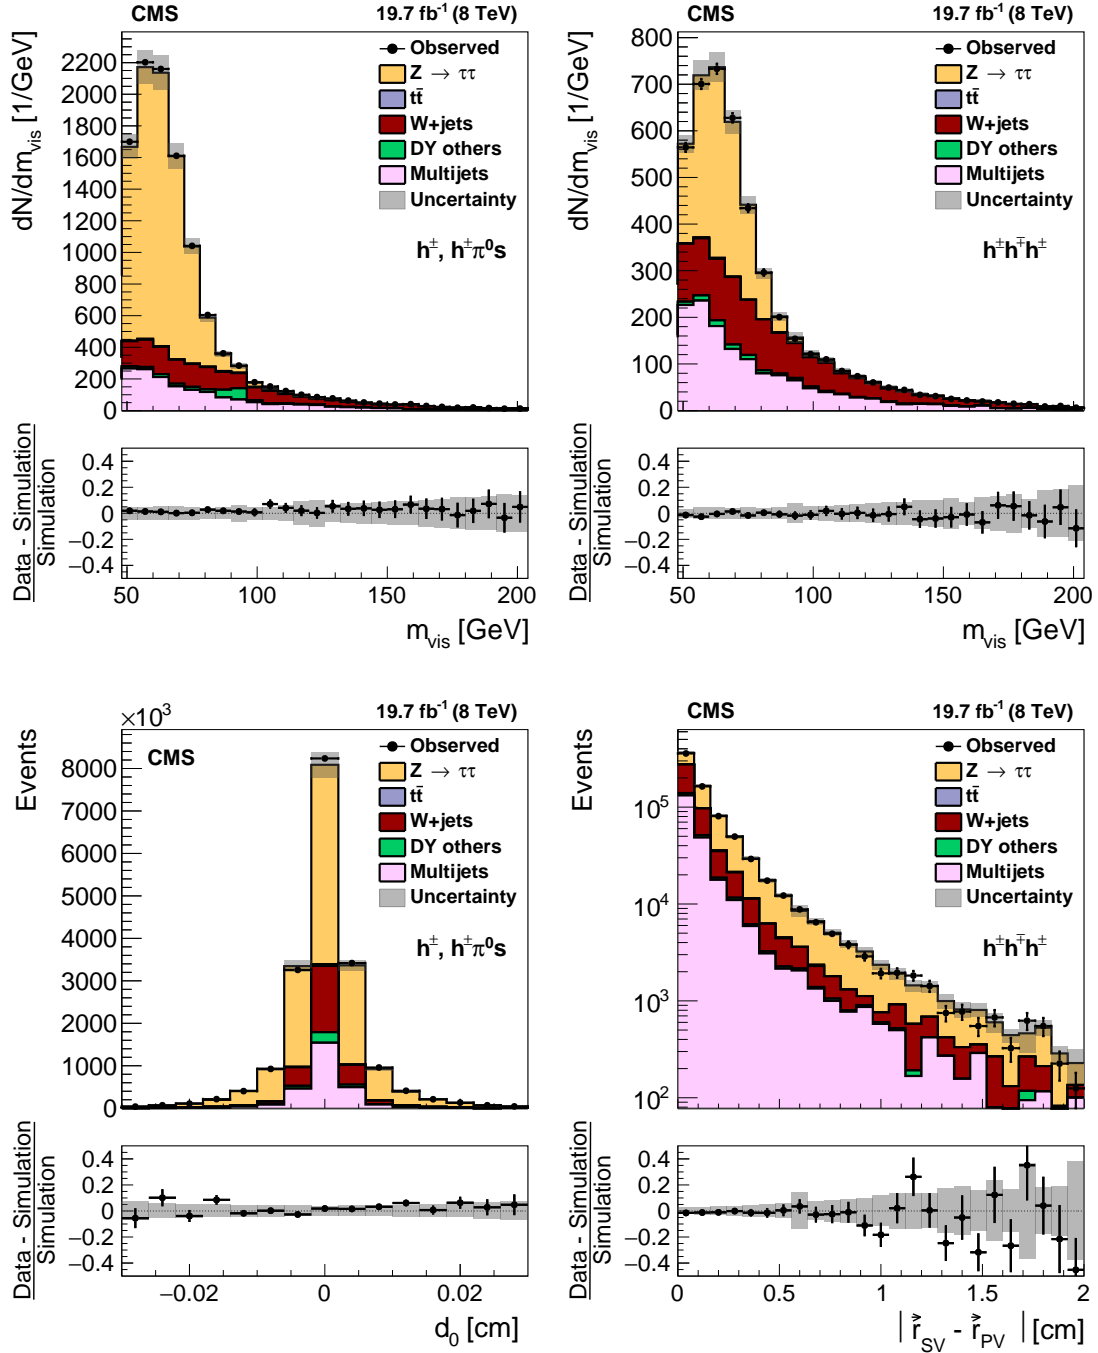 CMS 19.7 fb⁻¹ (8 TeV)
dN/dm_vis [1/GeV]
2200
2000
1800
1600
1400
1200
1000
800
600
400
200
0
Observed
Z → ττ
tt̄
W+jets
DY others
Multijets
Uncertainty
h±, h±π⁰s
Data - Simulation
Simulation
0.4
0.2
0
−0.2
−0.4
50 100 150 200
m_vis [GeV]
CMS 19.7 fb⁻¹ (8 TeV)
dN/dm_vis [1/GeV]
800
700
600
500
400
300
200
100
0
Observed
Z → ττ
tt̄
W+jets
DY others
Multijets
Uncertainty
h±h∓h±
Data - Simulation
Simulation
0.4
0.2
0
−0.2
−0.4
50 100 150 200
m_vis [GeV]
×10³ 19.7 fb⁻¹ (8 TeV)
CMS
Events
8000
7000
6000
5000
4000
3000
2000
1000
0
Observed
Z → ττ
tt̄
W+jets
DY others
Multijets
Uncertainty
h±, h±π⁰s
Data - Simulation
Simulation
0.4
0.2
0
−0.2
−0.4
−0.02 0 0.02
d₀ [cm]
CMS 19.7 fb⁻¹ (8 TeV)
Events
10⁵
10⁴
10³
10²
Observed
Z → ττ
tt̄
W+jets
DY others
Multijets
Uncertainty
h±h∓h±
Data - Simulation
Simulation
0.4
0.2
0
−0.2
−0.4
0 0.5 1 1.5 2
| r⃗_SV - r⃗_PV | [cm]